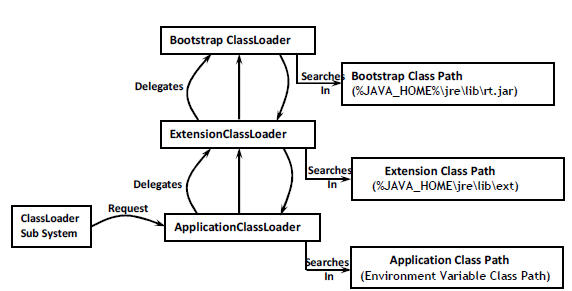 Bootstrap ClassLoader
Delegates
Searches
In
Bootstrap Class Path
(%JAVA_HOME%\jre\lib\rt.jar)
ExtensionClassLoader
Delegates
Searches
In
Extension Class Path
(%JAVA_HOME\jre\lib\ext)
ClassLoader
Sub System
Request
ApplicationClassLoader
Searches
In
Application Class Path
(Environment Variable Class Path)